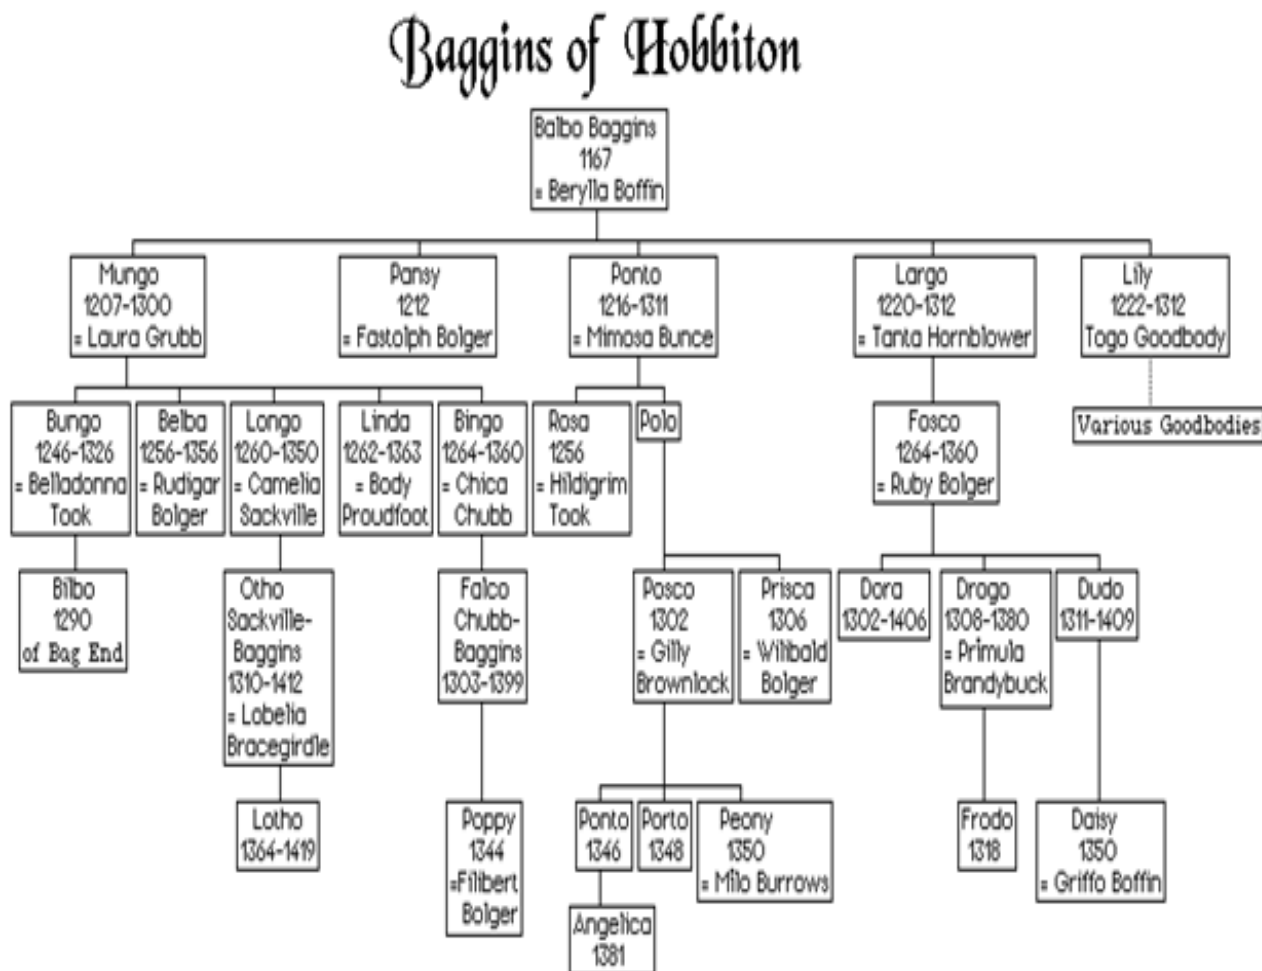 Baggins of Hobbiton
Balbo Baggins
1167
= Berylla Boffin
Mungo
1207-1300
= Laura Grubb
Pansy
1212
= Fastolph Bolger
Ponto
1216-1311
= Mimosa Bunce
Largo
1220-1312
= Tanta Hornblower
Lily
1222-1312
Togo Goodbody
Bungo
1246-1326
= Belladonna
Took
Belba
1256-1356
= Rudigar
Bolger
Longo
1260-1350
= Camelia
Sackville
Linda
1262-1363
= Body
Proudfoot
Bingo
1264-1360
= Chica
Chubb
Rosa
1256
= Hildigrim
Took
Polo
Fosco
1264-1360
= Ruby Bolger
Various Goodbodies
Bilbo
1290
of Bag End
Otho
Sackville-
Baggins
1310-1412
= Lobelia
Bracegirdle
Falco
Chubb-
Baggins
1303-1399
Posco
1302
= Gilly
Brownlock
Prisca
1306
= Wilibald
Bolger
Dora
1302-1406
Drogo
1308-1380
= Primula
Brandybuck
Dudo
1311-1409
Lotho
1364-1419
Poppy
1344
=Filibert
Bolger
Ponto
1346
Porto
1348
Peony
1350
= Milo Burrows
Frodo
1318
Daisy
1350
= Griffo Boffin
Angelica
1381